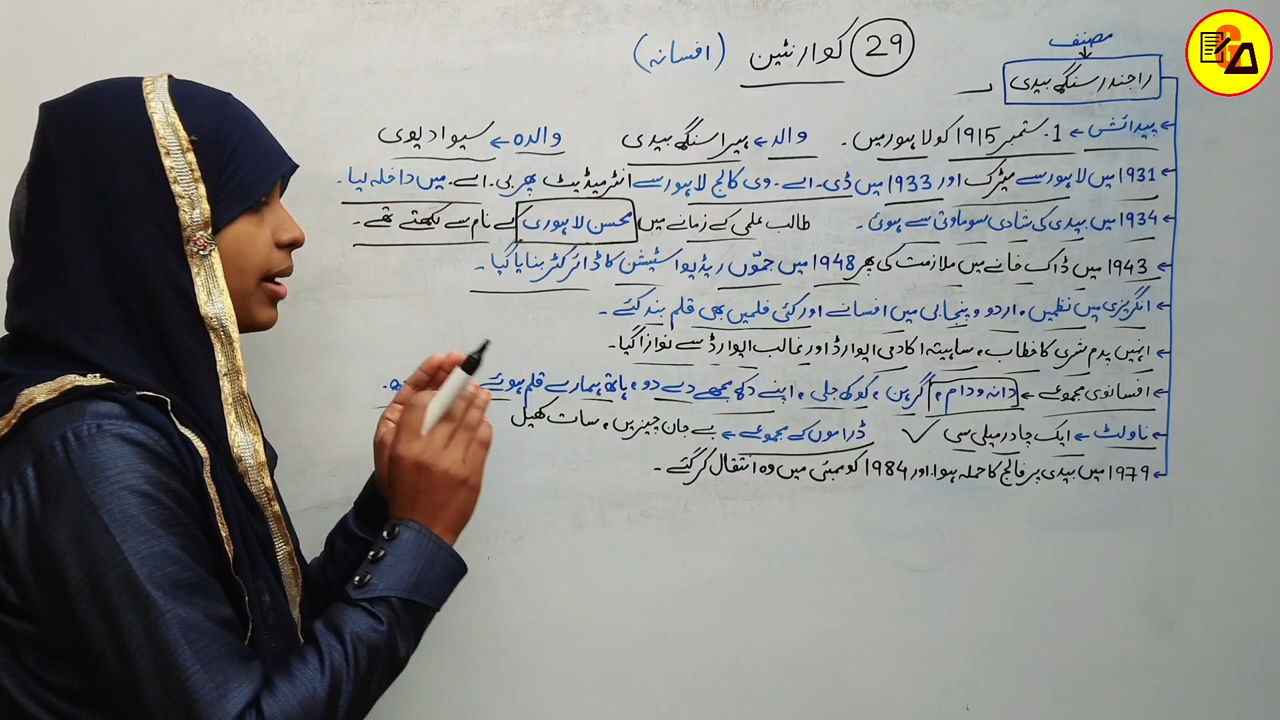 29 کوارنٹین (افسانہ)
مصنف
راجندر سنگھ بیدی
پیدائش ← 1۔ ستمبر 1915 کو لاہور میں۔ والد ← ہیرا سنگھ بیدی والدہ ← سیوا دیوی
1931 میں لاہور سے میٹرک اور 1933 میں ڈی۔اے۔وی کالج لاہور سے انٹرمیڈیٹ پھر بی۔اے۔ میں داخلہ لیا۔
1934 میں بیدی کی شادی سوماوتی سے ہوئی۔ طالب علمی کے زمانے میں محسن لاہوری کے نام سے لکھتے تھے۔
1943 میں ڈاک خانے میں ملازمت کی پھر 1948 میں جموّں ریڈیو اسٹیشن کا ڈائرکٹر بنایا گیا۔
انگریزی میں نظمیں، اردو و پنجابی میں افسانے اور کئی فلمیں بھی قلم بند کئے۔
انہیں پدم شری کا خطاب، ساہیتہ اکادمی ایوارڈ اور غالب ایوارڈ سے نوازا گیا۔
افسانوی مجموعے ← دانہ و دام، گرہن، کوکھ جلی، اپنے دکھ مجھے دے دو، ہاتھ ہمارے قلم ہوئے
ناولٹ ← ایک چادر میلی سی ✓ ڈراموں کے مجموعے ← بے جان چیزیں، سات کھیل
1979 میں بیدی پر فالج کا حملہ ہوا۔ اور 1984 کو ممبئی میں وہ انتقال کر گئے۔